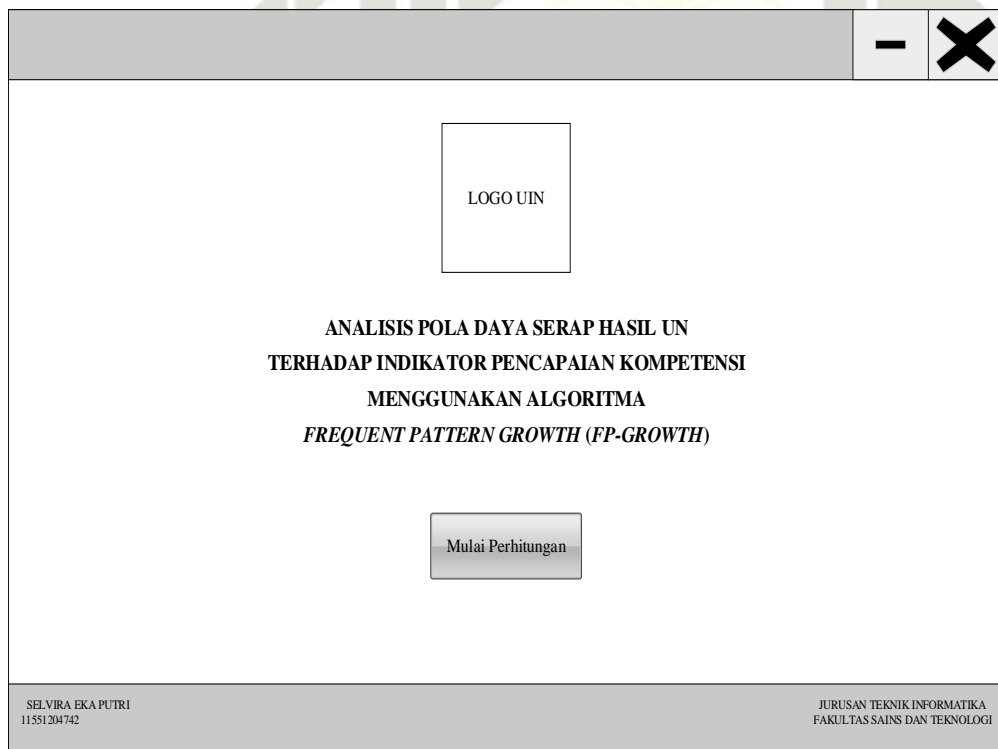 LOGO UIN
ANALISIS POLA DAYA SERAP HASIL UN
TERHADAP INDIKATOR PENCAPAIAN KOMPETENSI
MENGGUNAKAN ALGORITMA
FREQUENT PATTERN GROWTH (FP-GROWTH)
Mulai Perhitungan
SELVIRA EKA PUTRI
11551204742
JURUSAN TEKNIK INFORMATIKA
FAKULTAS SAINS DAN TEKNOLOGI